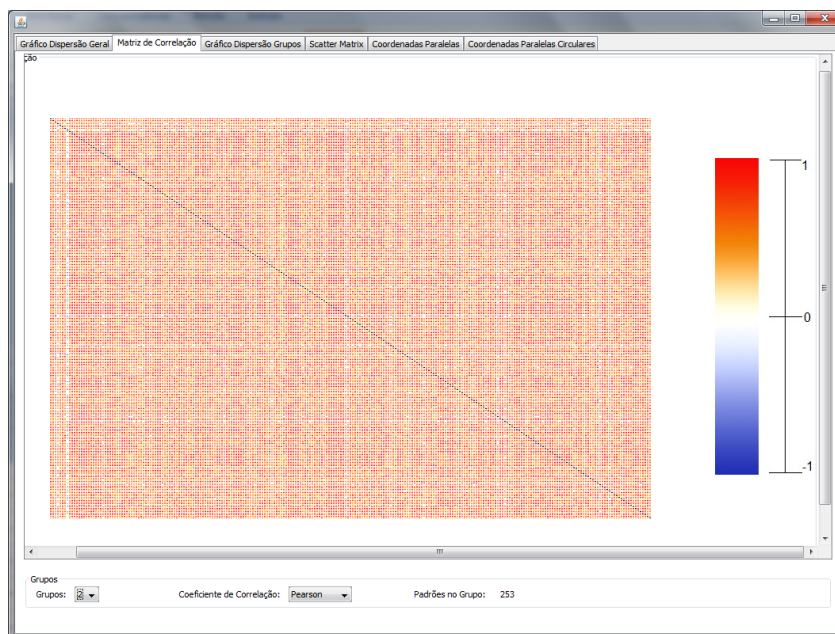 Gráfico Dispersão Geral Matriz de Correlação Gráfico Dispersão Grupos Scatter Matrix Coordenadas Paralelas Coordenadas Paralelas Circulares
ção
1
0
-1
Grupos
Grupos: 2 Coeficiente de Correlação: Pearson Padrões no Grupo: 253